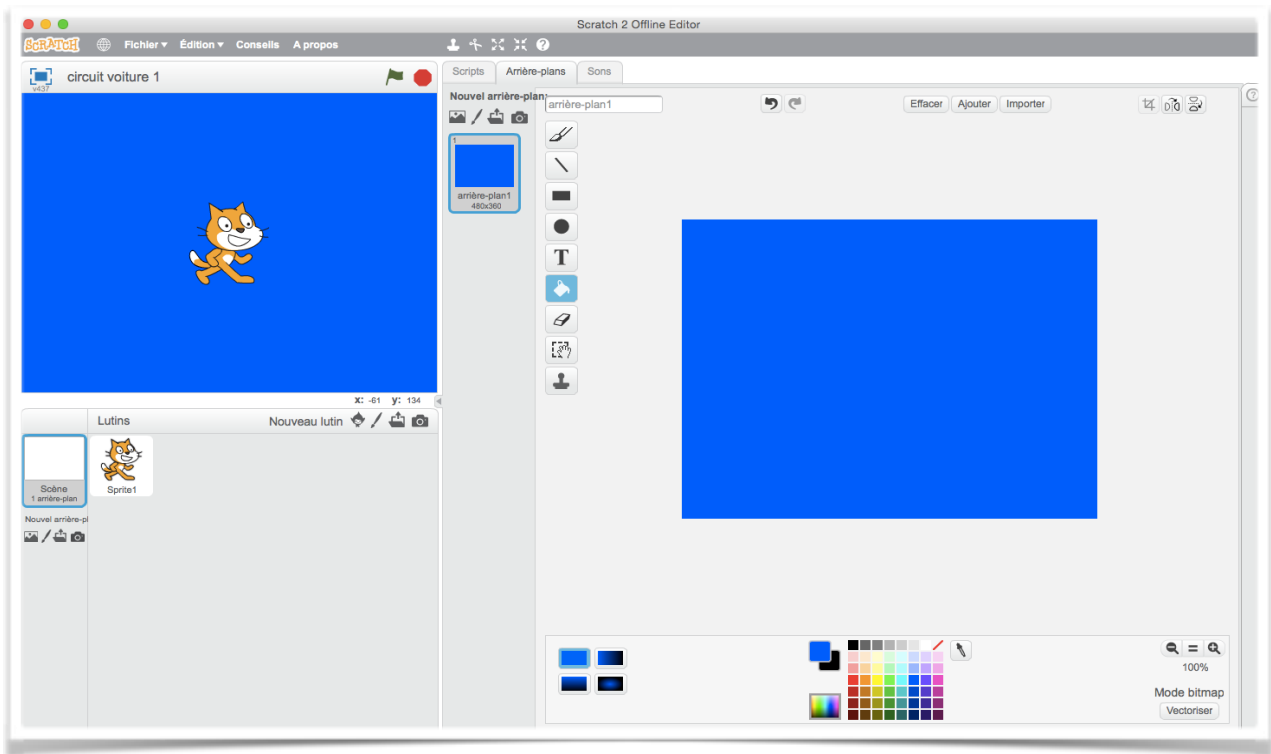 Scratch 2 Offline Editor
SCRATCH Fichier▾ Édition▾ Conseils A propos
v437
circuit voiture 1
Scripts Arrière-plans Sons
Nouvel arrière-plan:
arrière-plan1
Effacer Ajouter Importer
1
arrière-plan1
480x360
T
X: -61 Y: 134
Lutins Nouveau lutin
Scène
1 arrière-plan
Sprite1
Nouvel arrière-pl
100%
Mode bitmap
Vectoriser